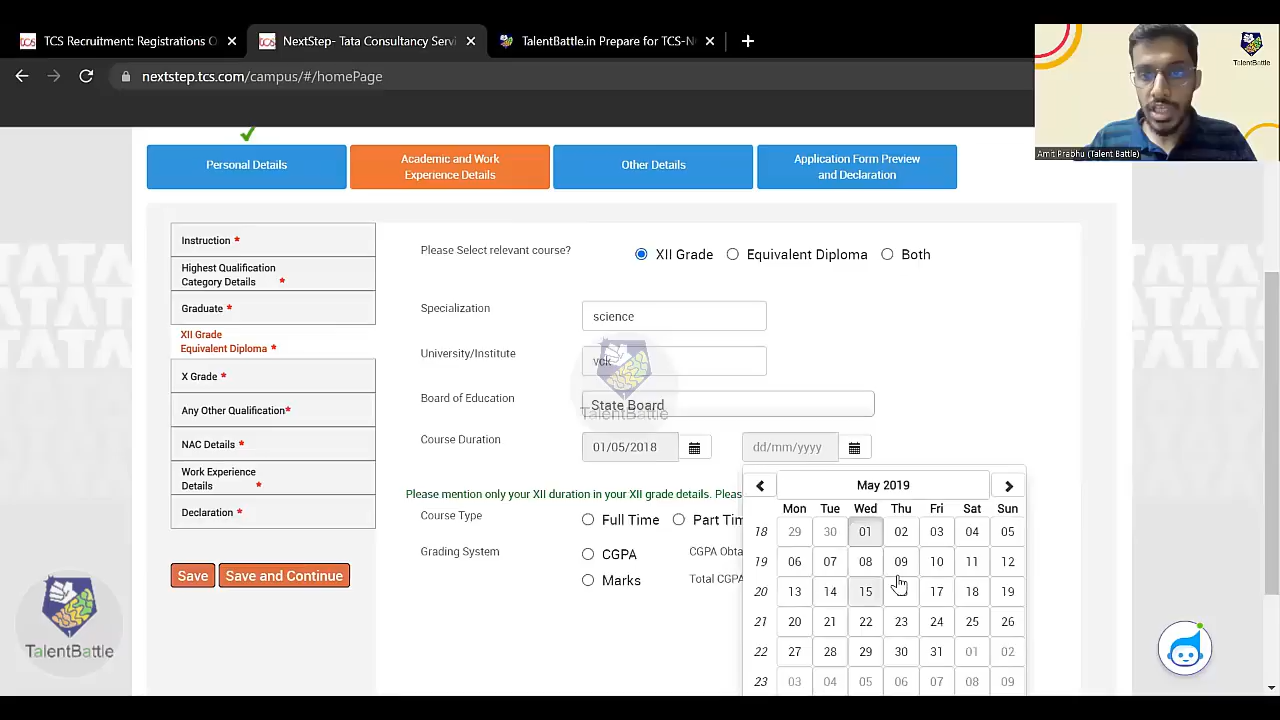 TCS Recruitment: Registrations O
NextStep- Tata Consultancy Servi
TalentBattle.in Prepare for TCS-N
nextstep.tcs.com/campus/#/homePage
TalentBattle
Amit Prabhu (Talent Battle)
Personal Details
Academic and Work
Experience Details
Other Details
Application Form Preview
and Declaration
Instruction *
Highest Qualification
Category Details *
Graduate *
XII Grade
Equivalent Diploma *
X Grade *
Any Other Qualification*
NAC Details *
Work Experience
Details *
Declaration *
Save
Save and Continue
Please Select relevant course?
XII Grade
Equivalent Diploma
Both
Specialization
science
University/Institute
vck
Board of Education
State Board
TalentBattle
Course Duration
01/05/2018
dd/mm/yyyy
Please mention only your XII duration in your XII grade details. Pleas
Course Type
Full Time
Part Tim
Grading System
CGPA
CGPA Obta
Marks
Total CGPA
May 2019
Mon Tue Wed Thu Fri Sat Sun
18 29 30 01 02 03 04 05
19 06 07 08 09 10 11 12
20 13 14 15 17 18 19
21 20 21 22 23 24 25 26
22 27 28 29 30 31 01 02
23 03 04 05 06 07 08 09
TalentBattle
TATA
TATA
TATA
TATA